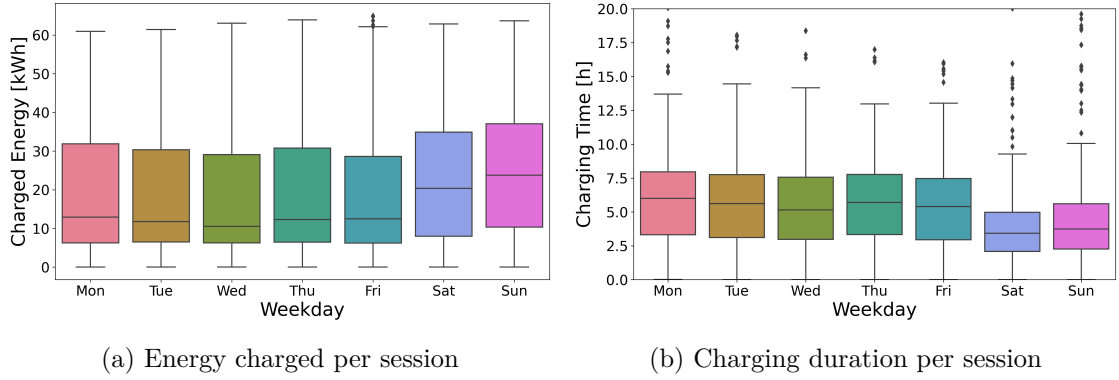 Charged Energy [kWh]
60
50
40
30
20
10
0
Mon Tue Wed Thu Fri Sat Sun
Weekday
(a) Energy charged per session
Charging Time [h]
20.0
17.5
15.0
12.5
10.0
7.5
5.0
2.5
0.0
Mon Tue Wed Thu Fri Sat Sun
Weekday
(b) Charging duration per session